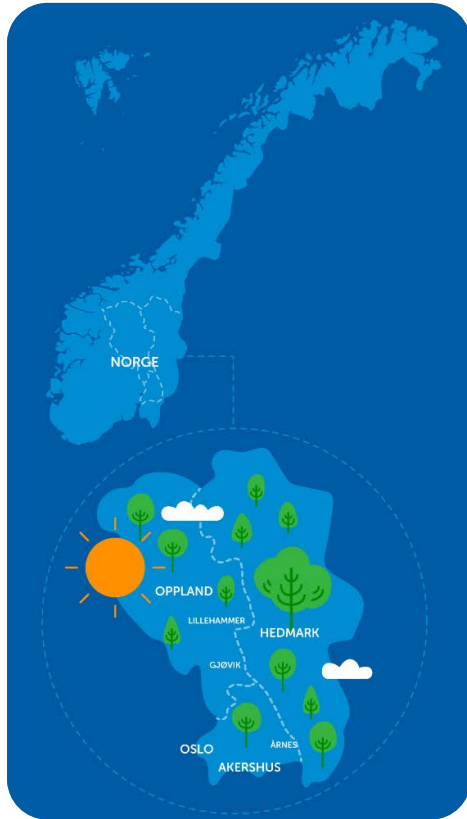 NORGE
OPPLAND
LILLEHAMMER
HEDMARK
GJØVIK
ÅRNES
OSLO
AKERSHUS